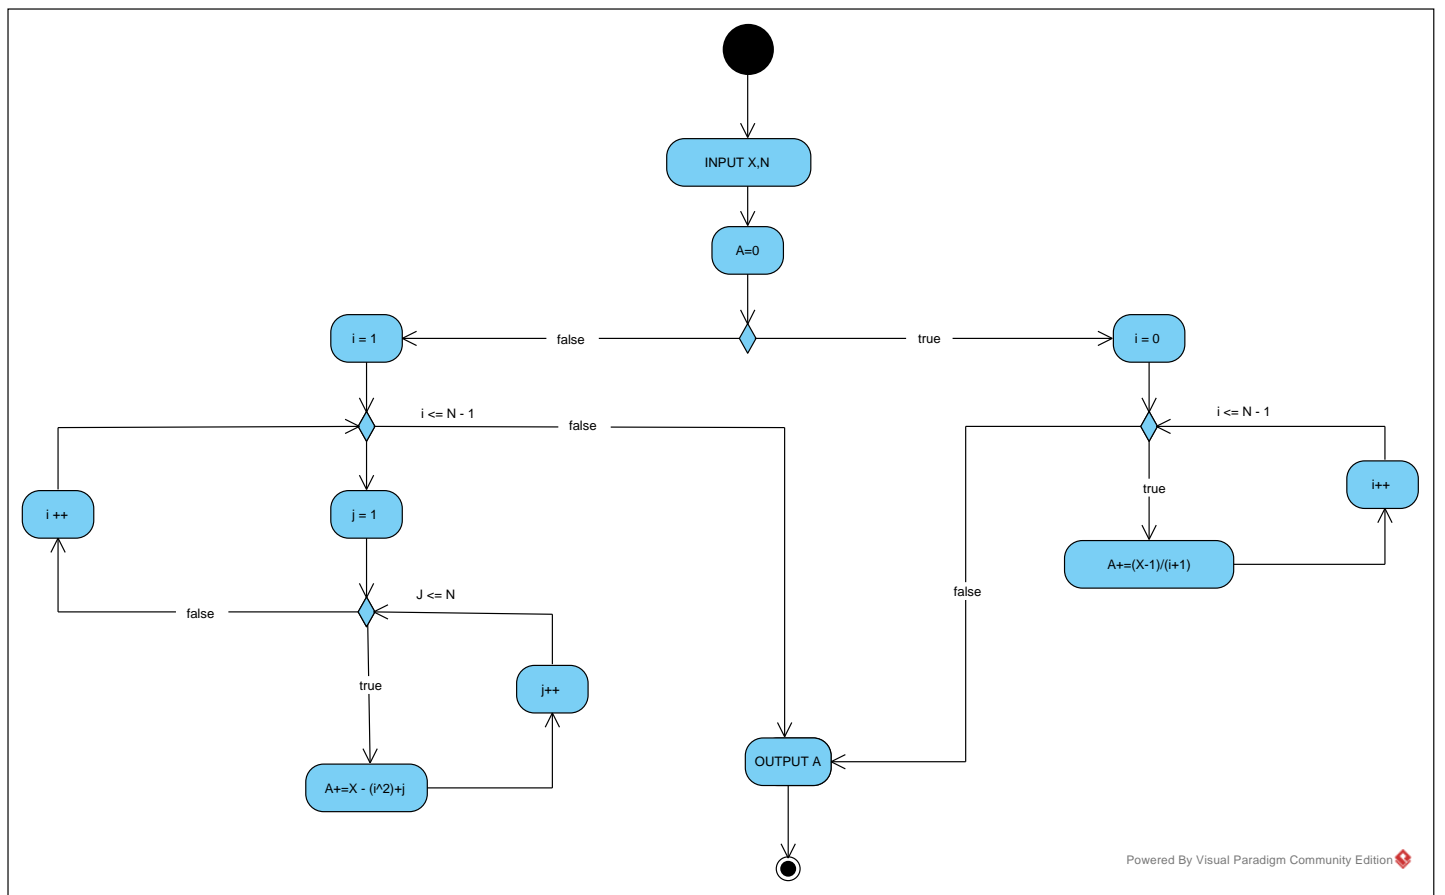 INPUT X,N
A=0
i = 1
false
true
i = 0
i <= N - 1
false
i <= N - 1
i ++
j = 1
true
i++
A+=(X-1)/(i+1)
false
J <= N
false
true
j++
A+=X - (i^2)+j
OUTPUT A
Powered By Visual Paradigm Community Edition